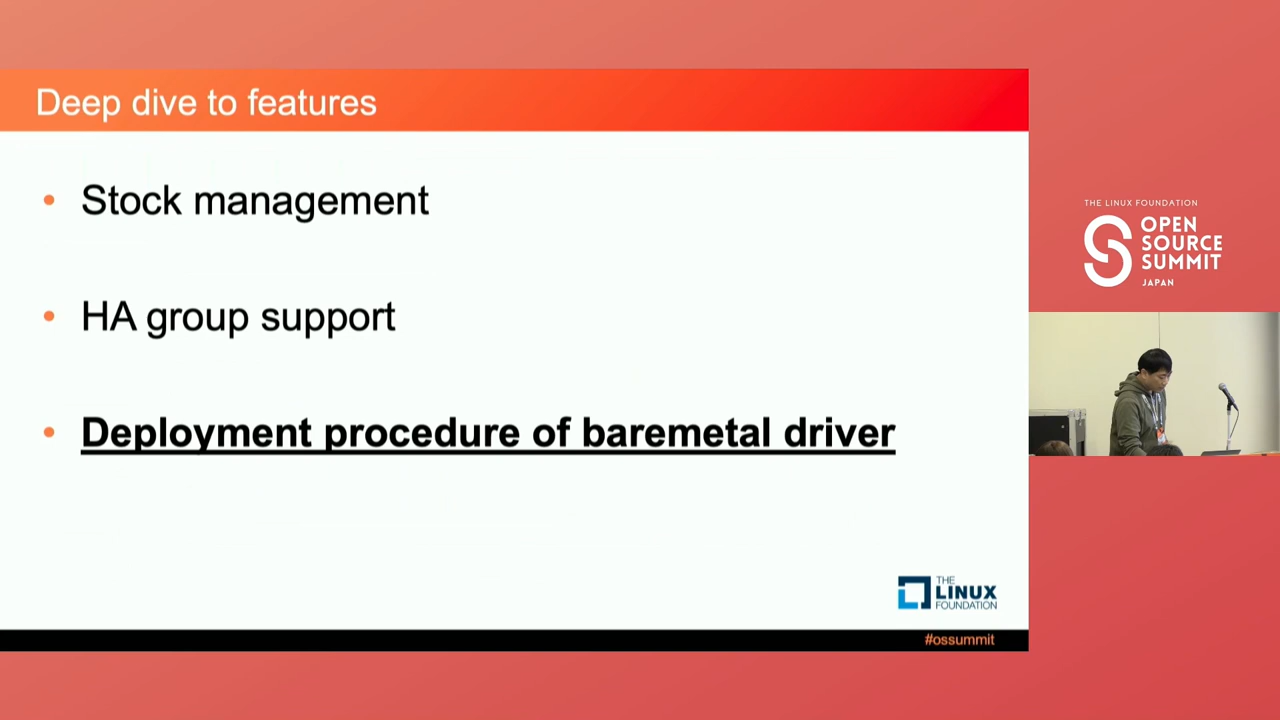 Deep dive to features
• Stock management
• HA group support
• Deployment procedure of baremetal driver
THE
LINUX
FOUNDATION
#ossummit
THE LINUX FOUNDATION
OPEN
SOURCE
SUMMIT
JAPAN